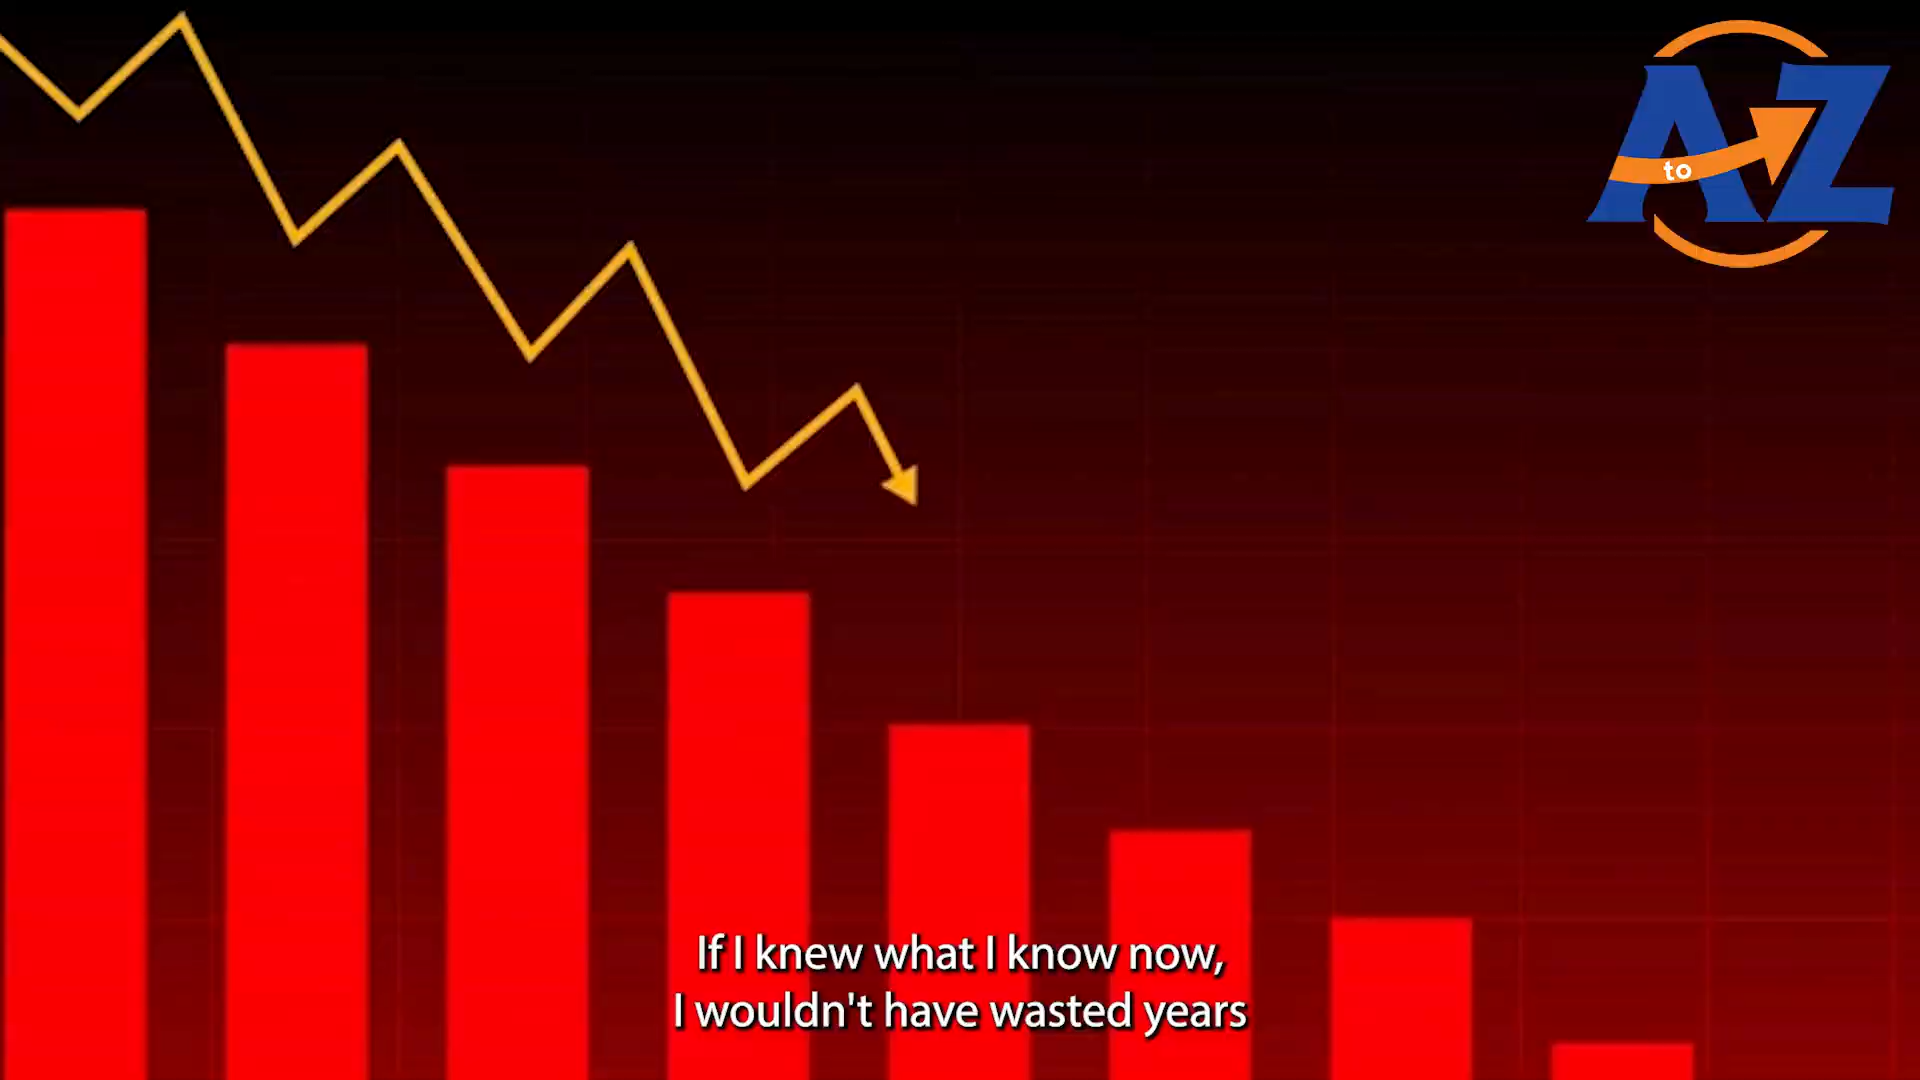 A to Z
If I knew what I know now,
I wouldn't have wasted years